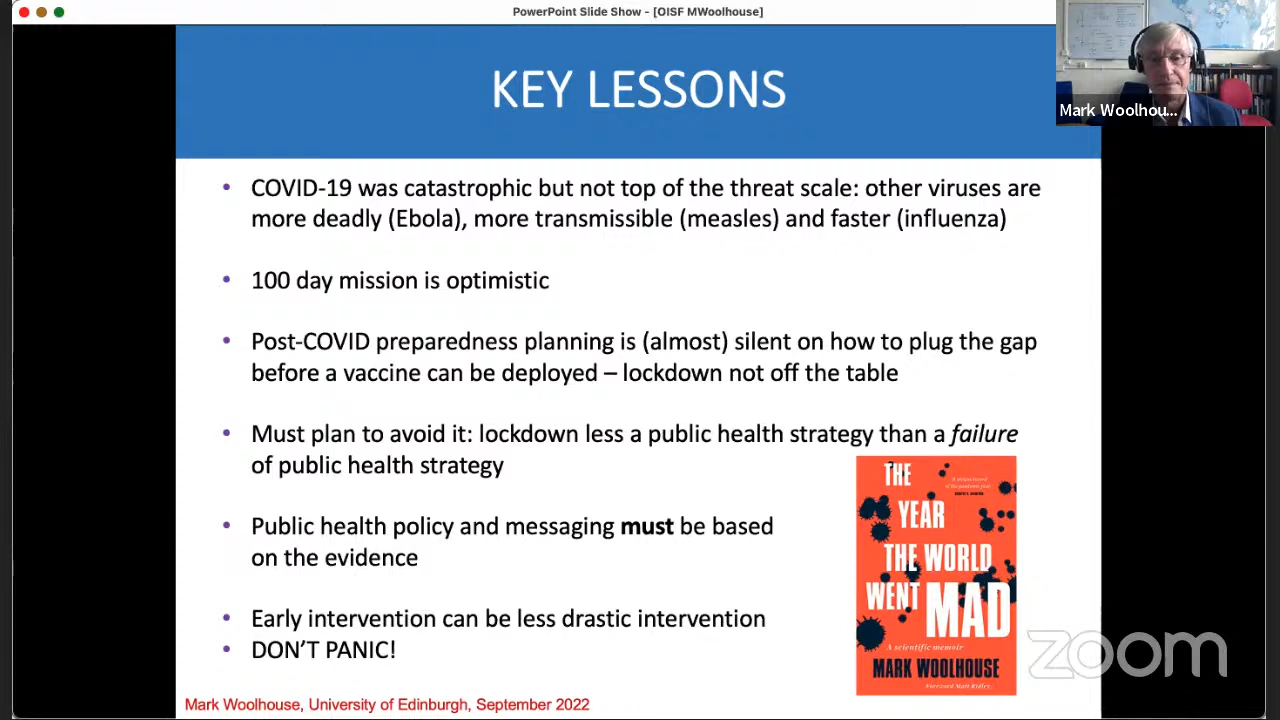 PowerPoint Slide Show - [OISF MWoolhouse]
KEY LESSONS
Mark Woolhou...
• COVID-19 was catastrophic but not top of the threat scale: other viruses are
more deadly (Ebola), more transmissible (measles) and faster (influenza)
• 100 day mission is optimistic
• Post-COVID preparedness planning is (almost) silent on how to plug the gap
before a vaccine can be deployed – lockdown not off the table
• Must plan to avoid it: lockdown less a public health strategy than a failure
of public health strategy
• Public health policy and messaging must be based
on the evidence
• Early intervention can be less drastic intervention
• DON'T PANIC!
THE
YEAR
THE WORLD
WENT MAD
A scientific memoir
MARK WOOLHOUSE
Foreword Matt Ridley
zoom
Mark Woolhouse, University of Edinburgh, September 2022